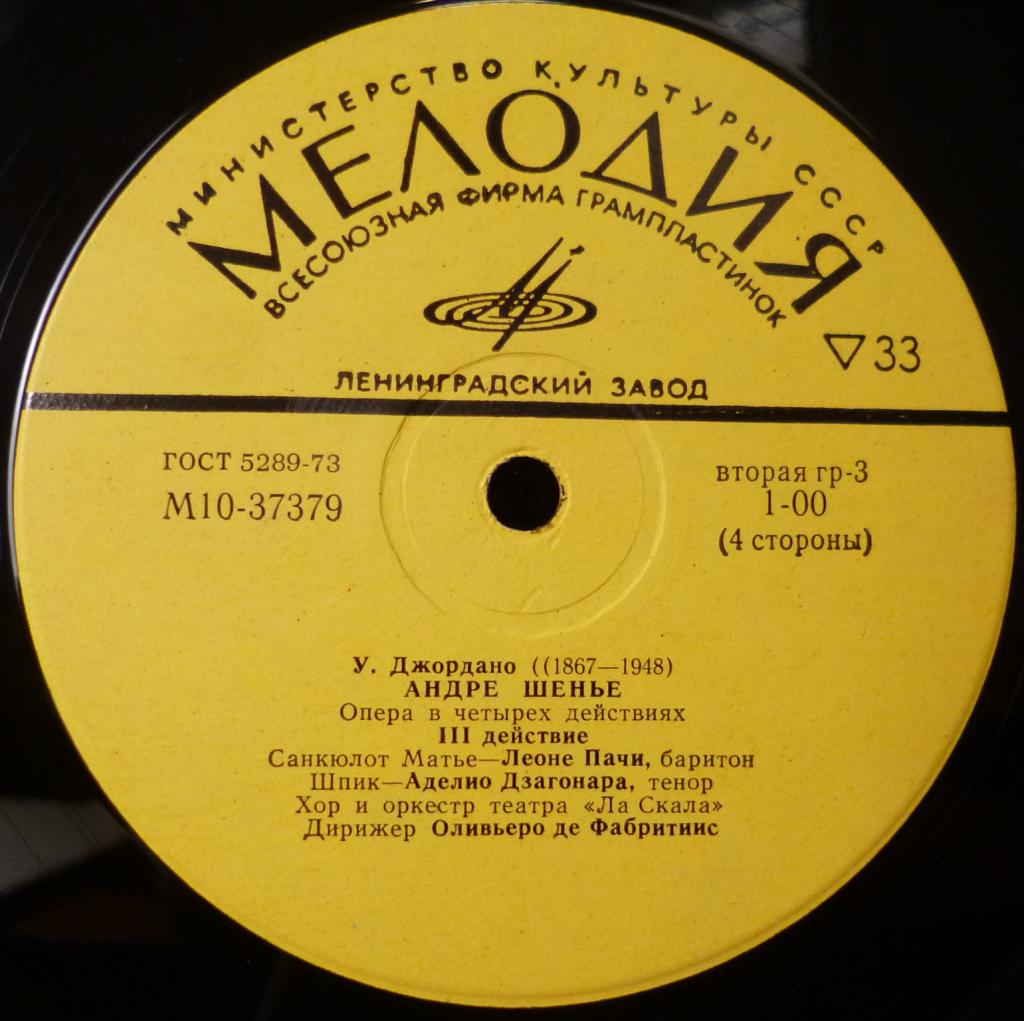 МИНИСТЕРСТВО КУЛЬТУРЫ СССР
МЕЛОДИЯ
ВСЕСОЮЗНАЯ ФИРМА ГРАМПЛАСТИНОК
▽33
ЛЕНИНГРАДСКИЙ ЗАВОД
ГОСТ 5289-73
М10-37379
вторая гр-3
1-00
(4 стороны)
У. Джордано ((1867—1948)
АНДРЕ ШЕНЬЕ
Опера в четырех действиях
III действие
Санкюлот Матье—Леоне Пачи, баритон
Шпик—Аделио Дзагонара, тенор
Хор и оркестр театра «Ла Скала»
Дирижер Оливьеро де Фабритиис